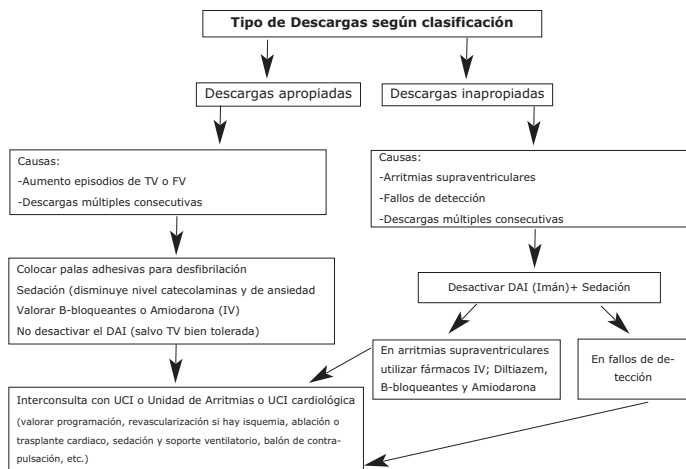 Tipo de Descargas según clasificación
Descargas apropiadas
Descargas inapropiadas
Causas:
-Aumento episodios de TV o FV
-Descargas múltiples consecutivas
Causas:
-Arritmias supraventriculares
-Fallos de detección
-Descargas múltiples consecutivas
Colocar palas adhesivas para desfibrilación
Sedación (disminuye nivel catecolaminas y de ansiedad
Valorar B-bloqueantes o Amiodarona (IV)
No desactivar el DAI (salvo TV bien tolerada)
Desactivar DAI (Imán)+ Sedación
En arritmias supraventriculares
utilizar fármacos IV; Diltiazem,
B-bloqueantes y Amiodarona
En fallos de de-
tección
Interconsulta con UCI o Unidad de Arritmias o UCI cardiológica
(valorar programación, revascularización si hay isquemia, ablación o
trasplante cardiaco, sedación y soporte ventilatorio, balón de contra-
pulsación, etc.)